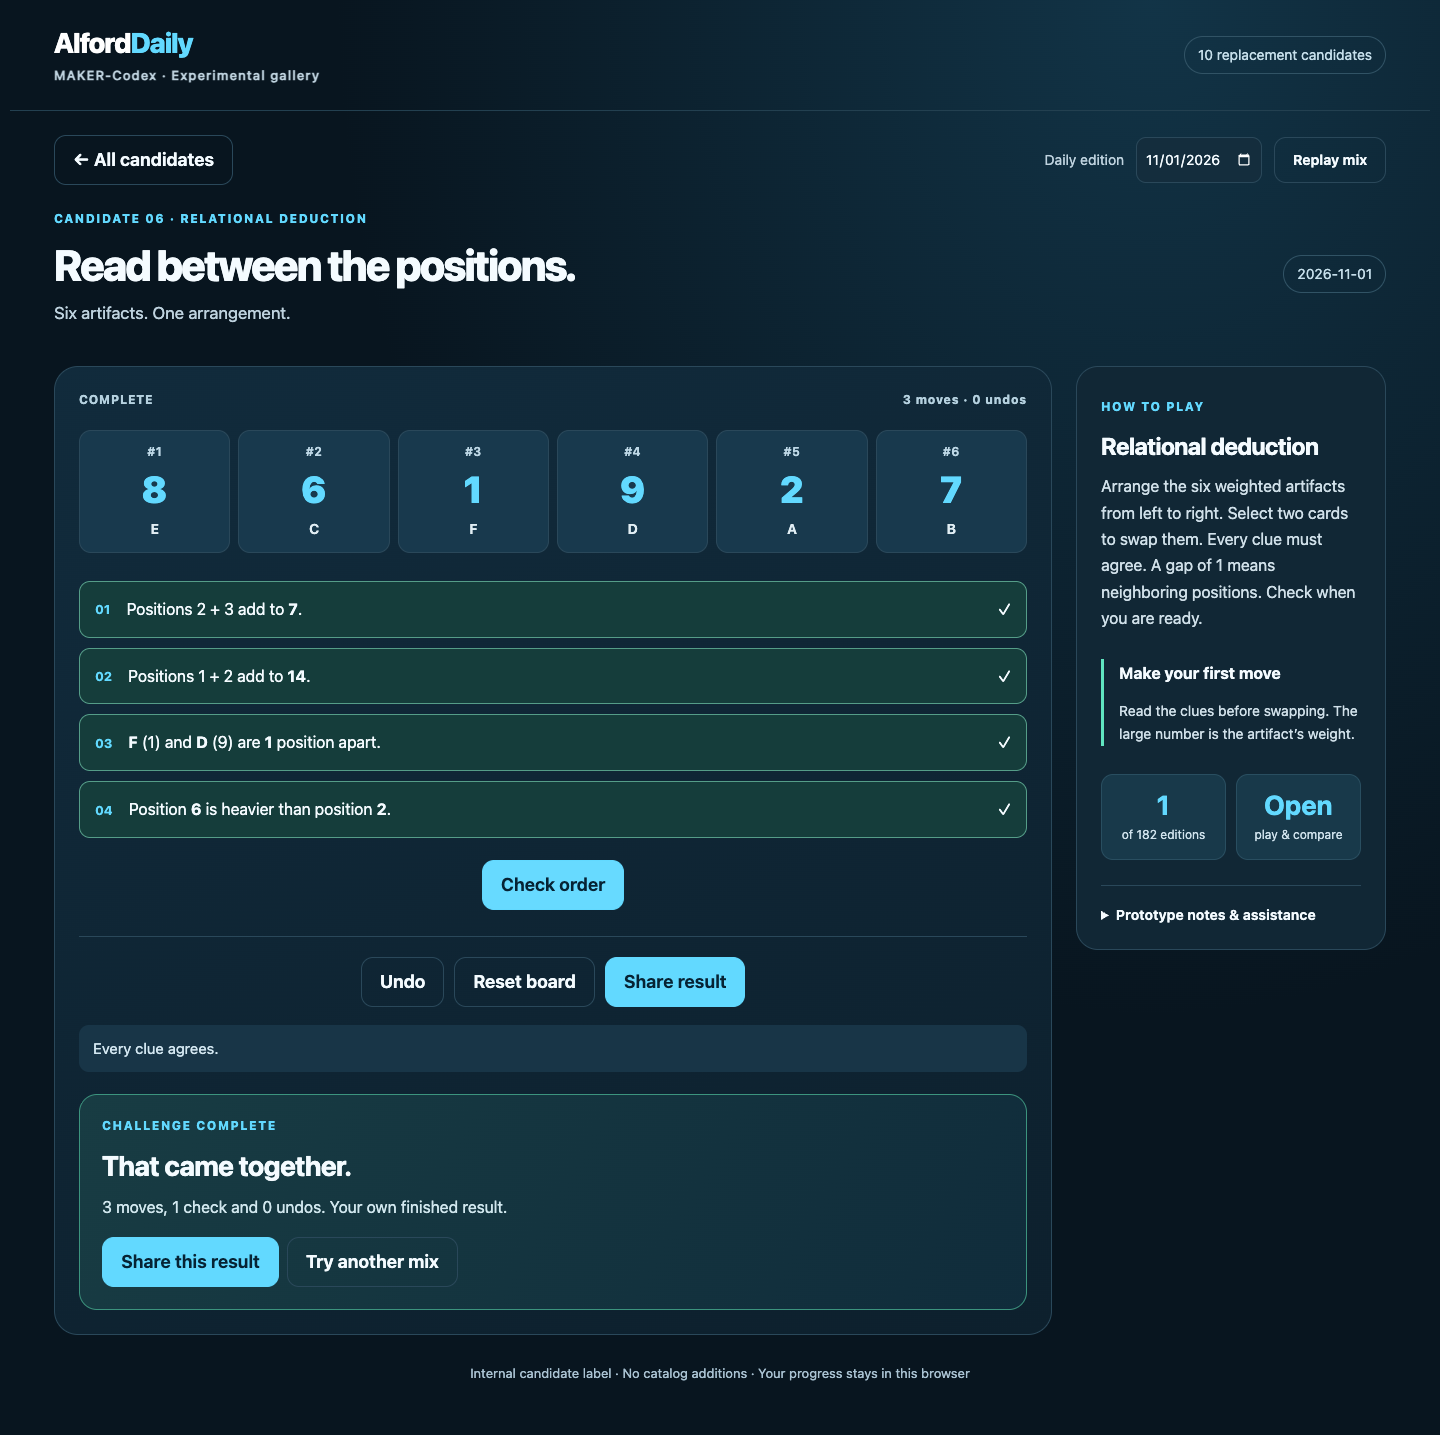 AlfordDaily
MAKER-Codex · Experimental gallery
10 replacement candidates
← All candidates
Daily edition 11/01/2026 Replay mix
CANDIDATE 06 · RELATIONAL DEDUCTION
Read between the positions.
Six artifacts. One arrangement.
2026-11-01
COMPLETE
3 moves · 0 undos
#1 #2 #3 #4 #5 #6
8 6 1 9 2 7
E C F D A B
01 Positions 2 + 3 add to 7. ✓
02 Positions 1 + 2 add to 14. ✓
03 F (1) and D (9) are 1 position apart. ✓
04 Position 6 is heavier than position 2. ✓
Check order
Undo Reset board Share result
Every clue agrees.
CHALLENGE COMPLETE
That came together.
3 moves, 1 check and 0 undos. Your own finished result.
Share this result Try another mix
HOW TO PLAY
Relational deduction
Arrange the six weighted artifacts
from left to right. Select two cards
to swap them. Every clue must
agree. A gap of 1 means
neighboring positions. Check when
you are ready.
Make your first move
Read the clues before swapping. The
large number is the artifact’s weight.
1 Open
of 182 editions play & compare
▶ Prototype notes & assistance
Internal candidate label · No catalog additions · Your progress stays in this browser